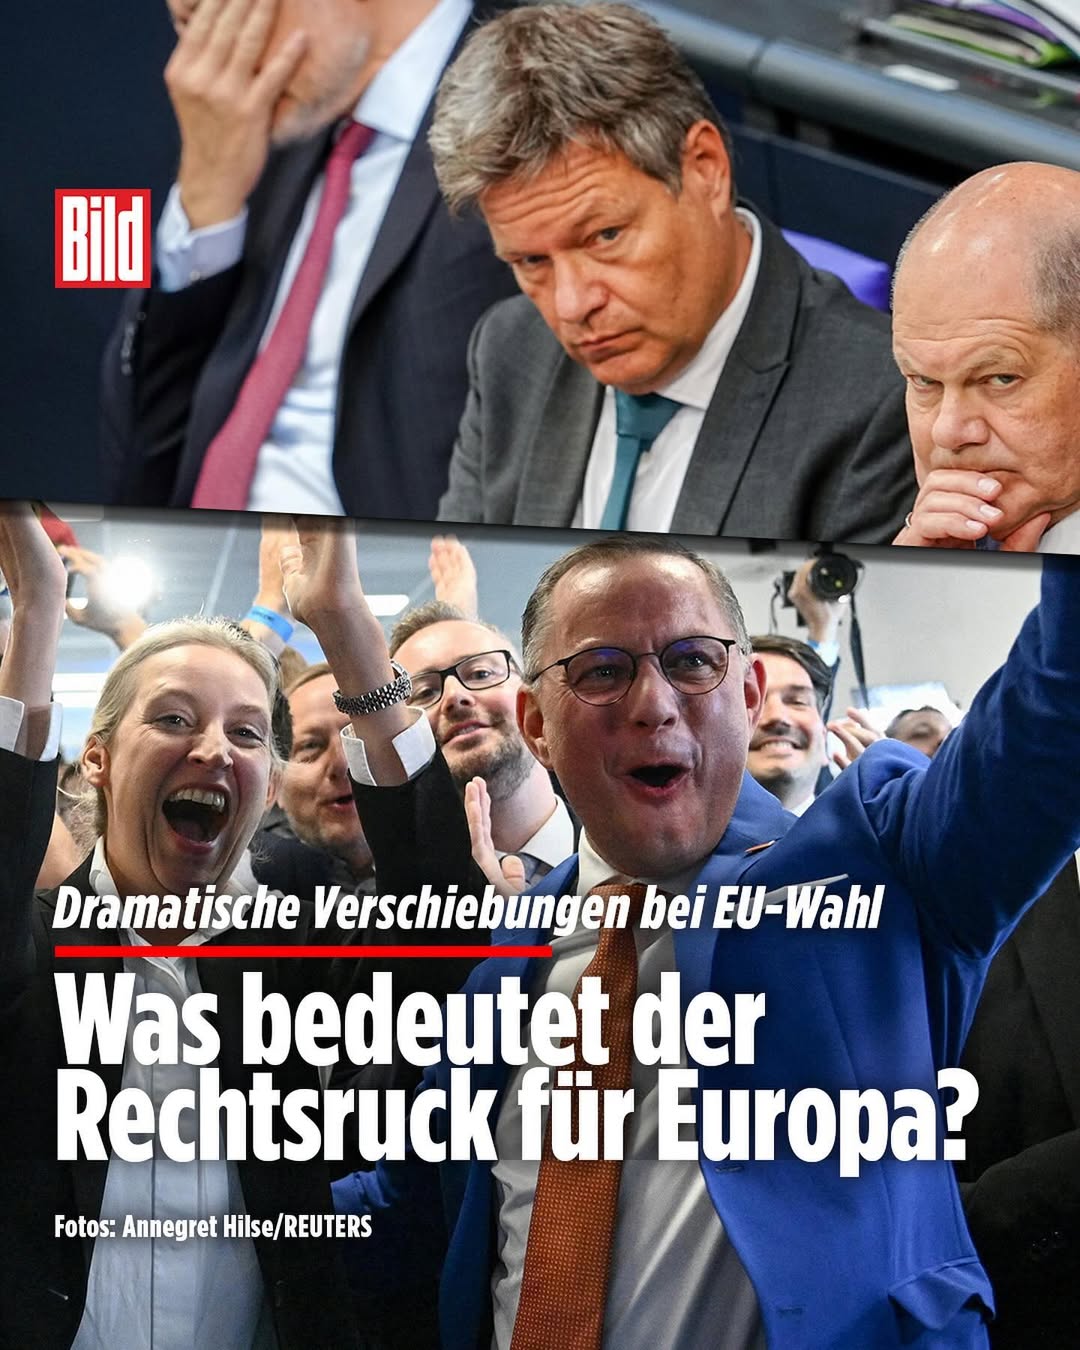 Bild
Dramatische Verschiebungen bei EU-Wahl
Was bedeutet der
Rechtsruck für Europa?
Fotos: Annegret Hilse/REUTERS